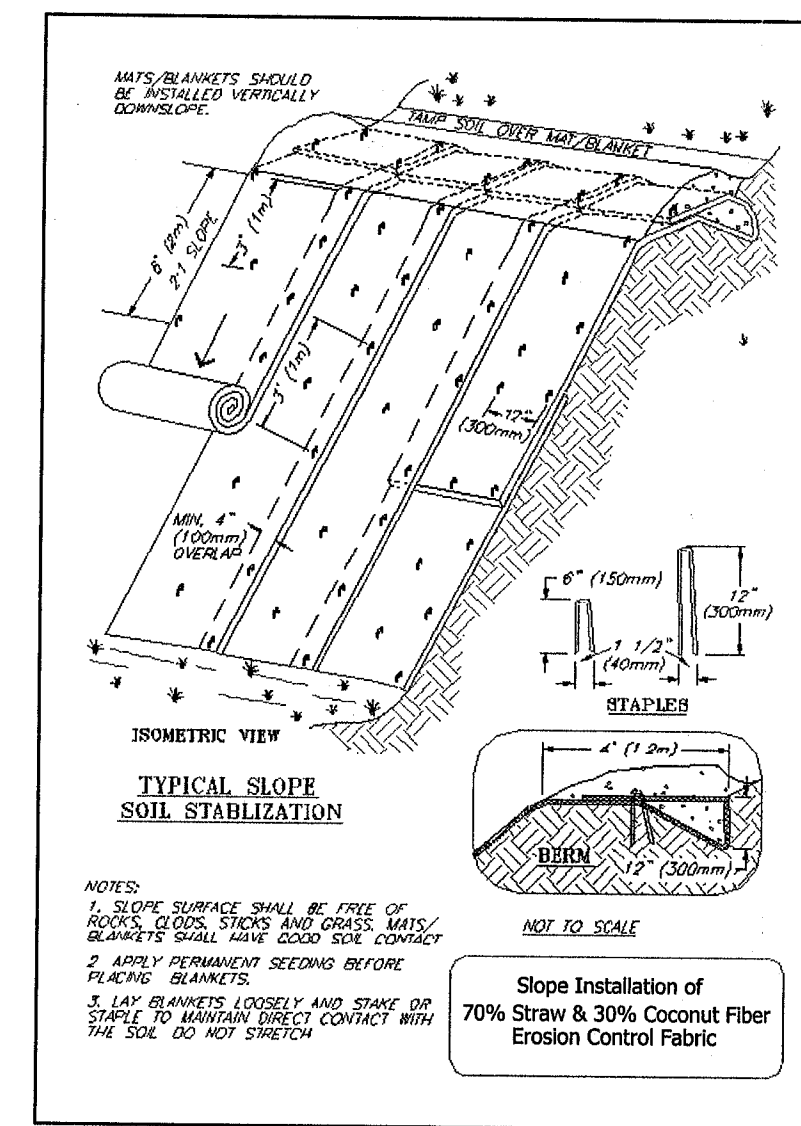 MATS/BLANKETS SHOULD
BE INSTALLED VERTICALLY
DOWNSLOPE.
TAMP SOIL OVER MAT/BLANKET
6' (2m)
2:1 SLOPE
3' (1m)
3' (1m)
12"
(300mm)
MIN. 4"
(100mm)
OVERLAP
6" (150mm)
12"
(300mm)
1 1/2"
(40mm)
STAPLES
ISOMETRIC VIEW
TYPICAL SLOPE
SOIL STABLIZATION
4' (1 2m)
BERM
12" (300mm)
NOT TO SCALE
NOTES:
1. SLOPE SURFACE SHALL BE FREE OF
ROCKS, CLODS, STICKS AND GRASS. MATS/
BLANKETS SHALL HAVE GOOD SOIL CONTACT
2 APPLY PERMANENT SEEDING BEFORE
PLACING BLANKETS.
3. LAY BLANKETS LOOSELY AND STAKE OR
STAPLE TO MAINTAIN DIRECT CONTACT WITH
THE SOIL DO NOT STRETCH
Slope Installation of
70% Straw & 30% Coconut Fiber
Erosion Control Fabric